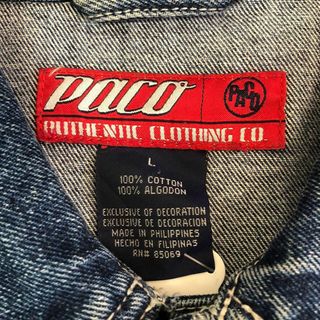 PACO
PACO
AUTHENTIC CLOTHING CO.
L
100% COTTON
100% ALGODON
EXCLUSIVE OF DECORATION
EXCLUSIVE DE DECORACION
MADE IN PHILIPPINES
HECHO EN FILIPINAS
RN# 85069